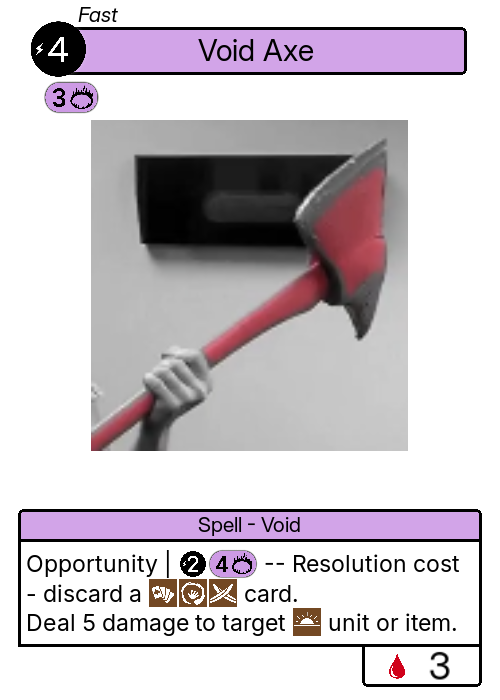 Fast
4 Void Axe
3
Spell - Void
Opportunity | 2 4 -- Resolution cost
- discard a card.
Deal 5 damage to target unit or item.
3